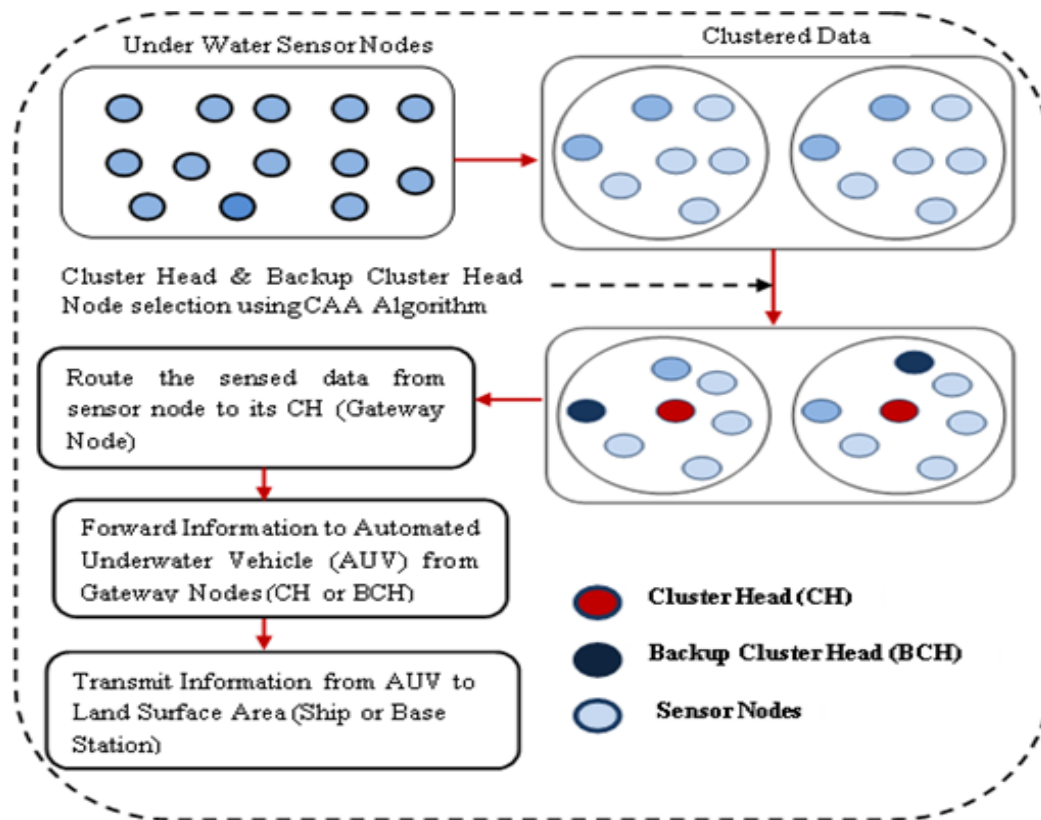 Under Water Sensor Nodes
Clustered Data
Cluster Head & Backup Cluster Head
Node selection using CAA Algorithm
Route the sensed data from
sensor node to its CH (Gateway
Node)
Forward Information to Automated
Underwater Vehicle (AUV) from
Gateway Nodes (CH or BCH)
Transmit Information from AUV to
Land Surface Area (Ship or Base
Station)
Cluster Head (CH)
Backup Cluster Head (BCH)
Sensor Nodes